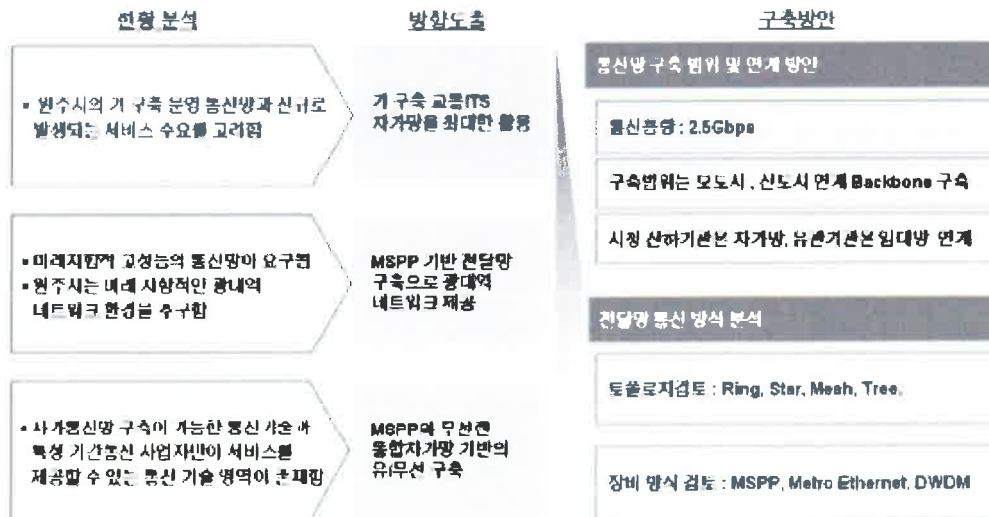 현황 분석
방향도출
구축방안
▪ 원주시의 기 구축 운영 통신망과 신규로
발생되는 서비스 수요를 고려함
기 구축 교통ITS
자가망을 최대한 활용
통신망 구축 범위 및 연계 방안
통신용량 : 2.5Gbps
구축범위는 모도시, 신도시 연계 Backbone 구축
시청 산하기관은 자가망, 유관기관은 임대망 연계
▪ 미래지향적 고성능의 통신망이 요구됨
▪ 원주시는 미래 지향적인 광대역
네트워크 환경을 추구함
MSPP 기반 전달망
구축으로 광대역
네트워크 제공
전달망 통신 방식 분석
토폴로지검토 : Ring, Star, Mesh, Tree,
▪ 자가통신망 구축이 가능한 통신 기술과
특정 기간통신 사업자만이 서비스를
제공할 수 있는 통신 기술 영역이 존재함
MSPP와 무선랜
통합자가망 기반의
유/무선 구축
장비 방식 검토 : MSPP, Metro Ethernet, DWDM